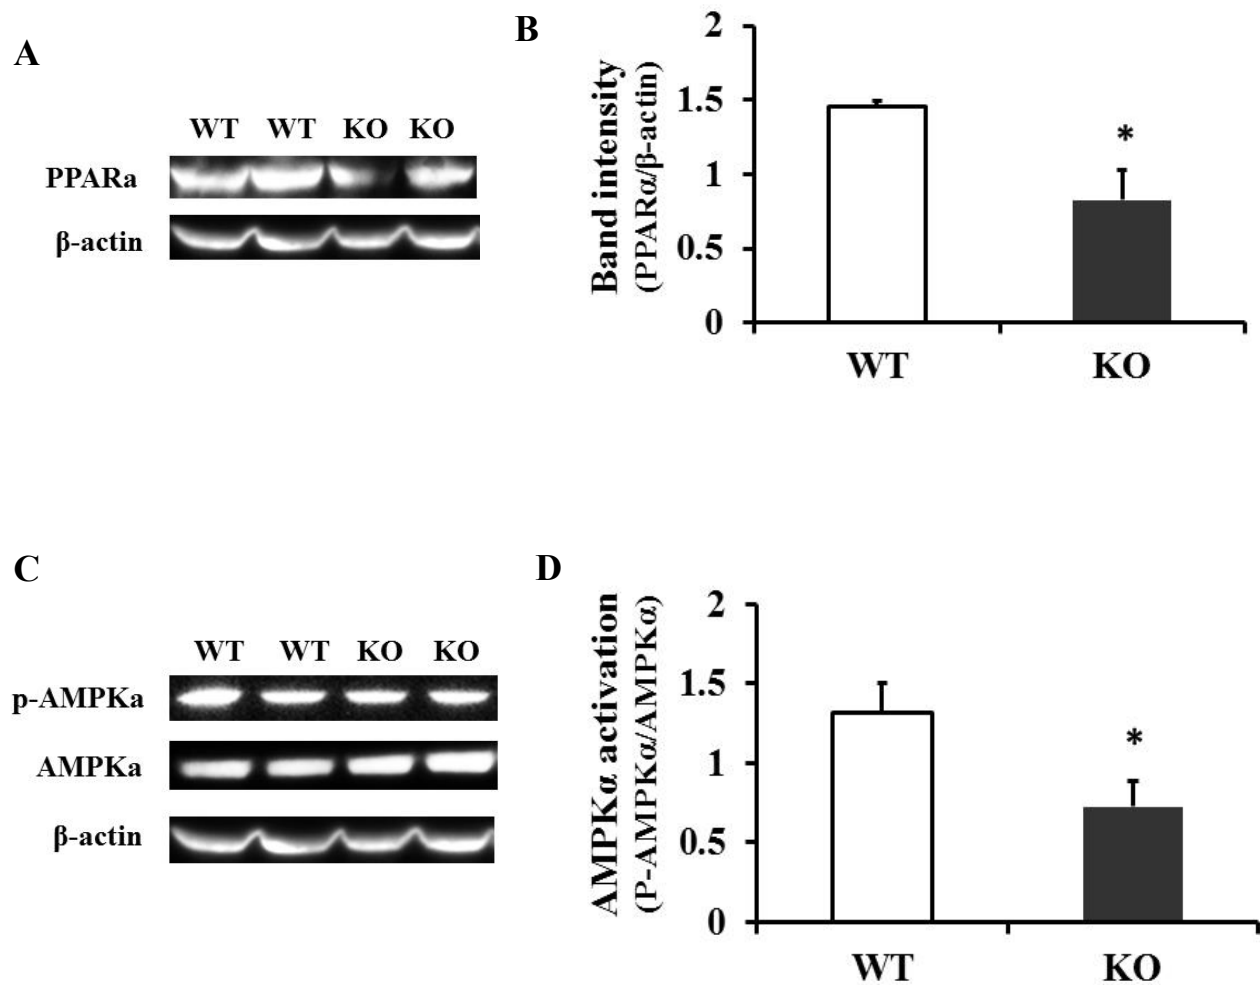 A
WT WT KO KO
PPARa
β-actin
B
Band intensity
(PPARα/β-actin)
2
1.5
1
0.5
0
*
WT KO
C
WT WT KO KO
p-AMPKa
AMPKa
β-actin
D
AMPKα activation
(P-AMPKα/AMPKα)
2
1.5
1
0.5
0
*
WT KO